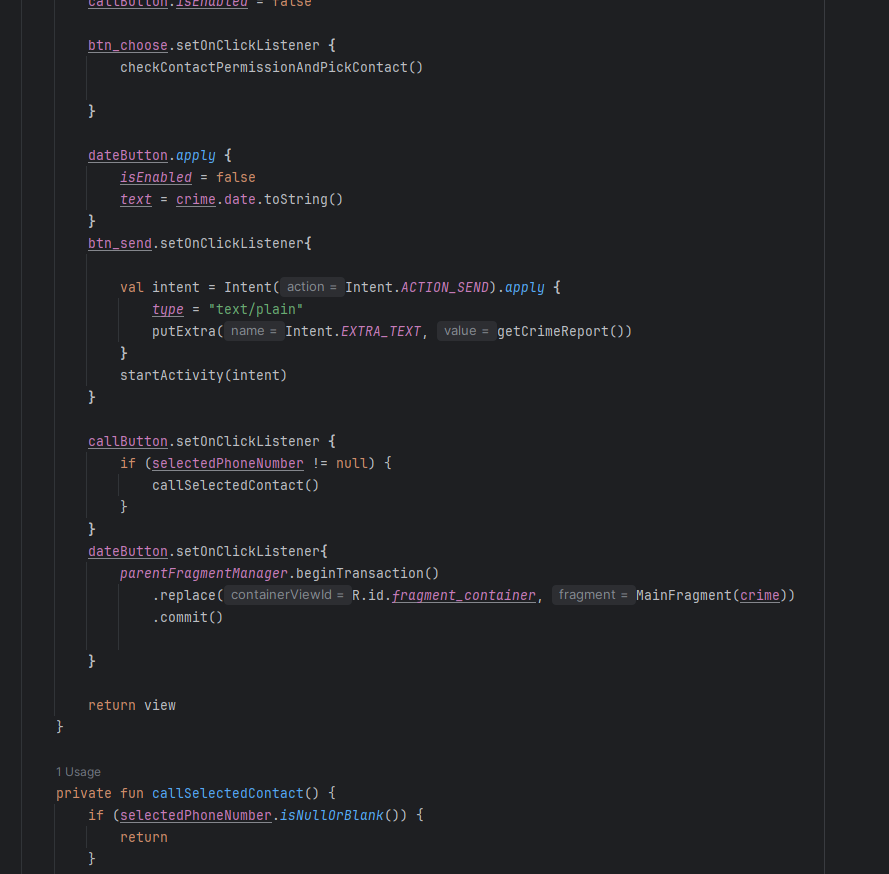 callButton.isEnabled = false
btn_choose.setOnClickListener {
checkContactPermissionAndPickContact()
}
dateButton.apply {
isEnabled = false
text = crime.date.toString()
}
btn_send.setOnClickListener{
val intent = Intent( action = Intent.ACTION_SEND).apply {
type = "text/plain"
putExtra( name = Intent.EXTRA_TEXT, value = getCrimeReport())
}
startActivity(intent)
}
callButton.setOnClickListener {
if (selectedPhoneNumber != null) {
callSelectedContact()
}
}
dateButton.setOnClickListener{
parentFragmentManager.beginTransaction()
.replace( containerViewId = R.id.fragment_container, fragment = MainFragment(crime))
.commit()
}
return view
}
1 Usage
private fun callSelectedContact() {
if (selectedPhoneNumber.isNullOrBlank()) {
return
}